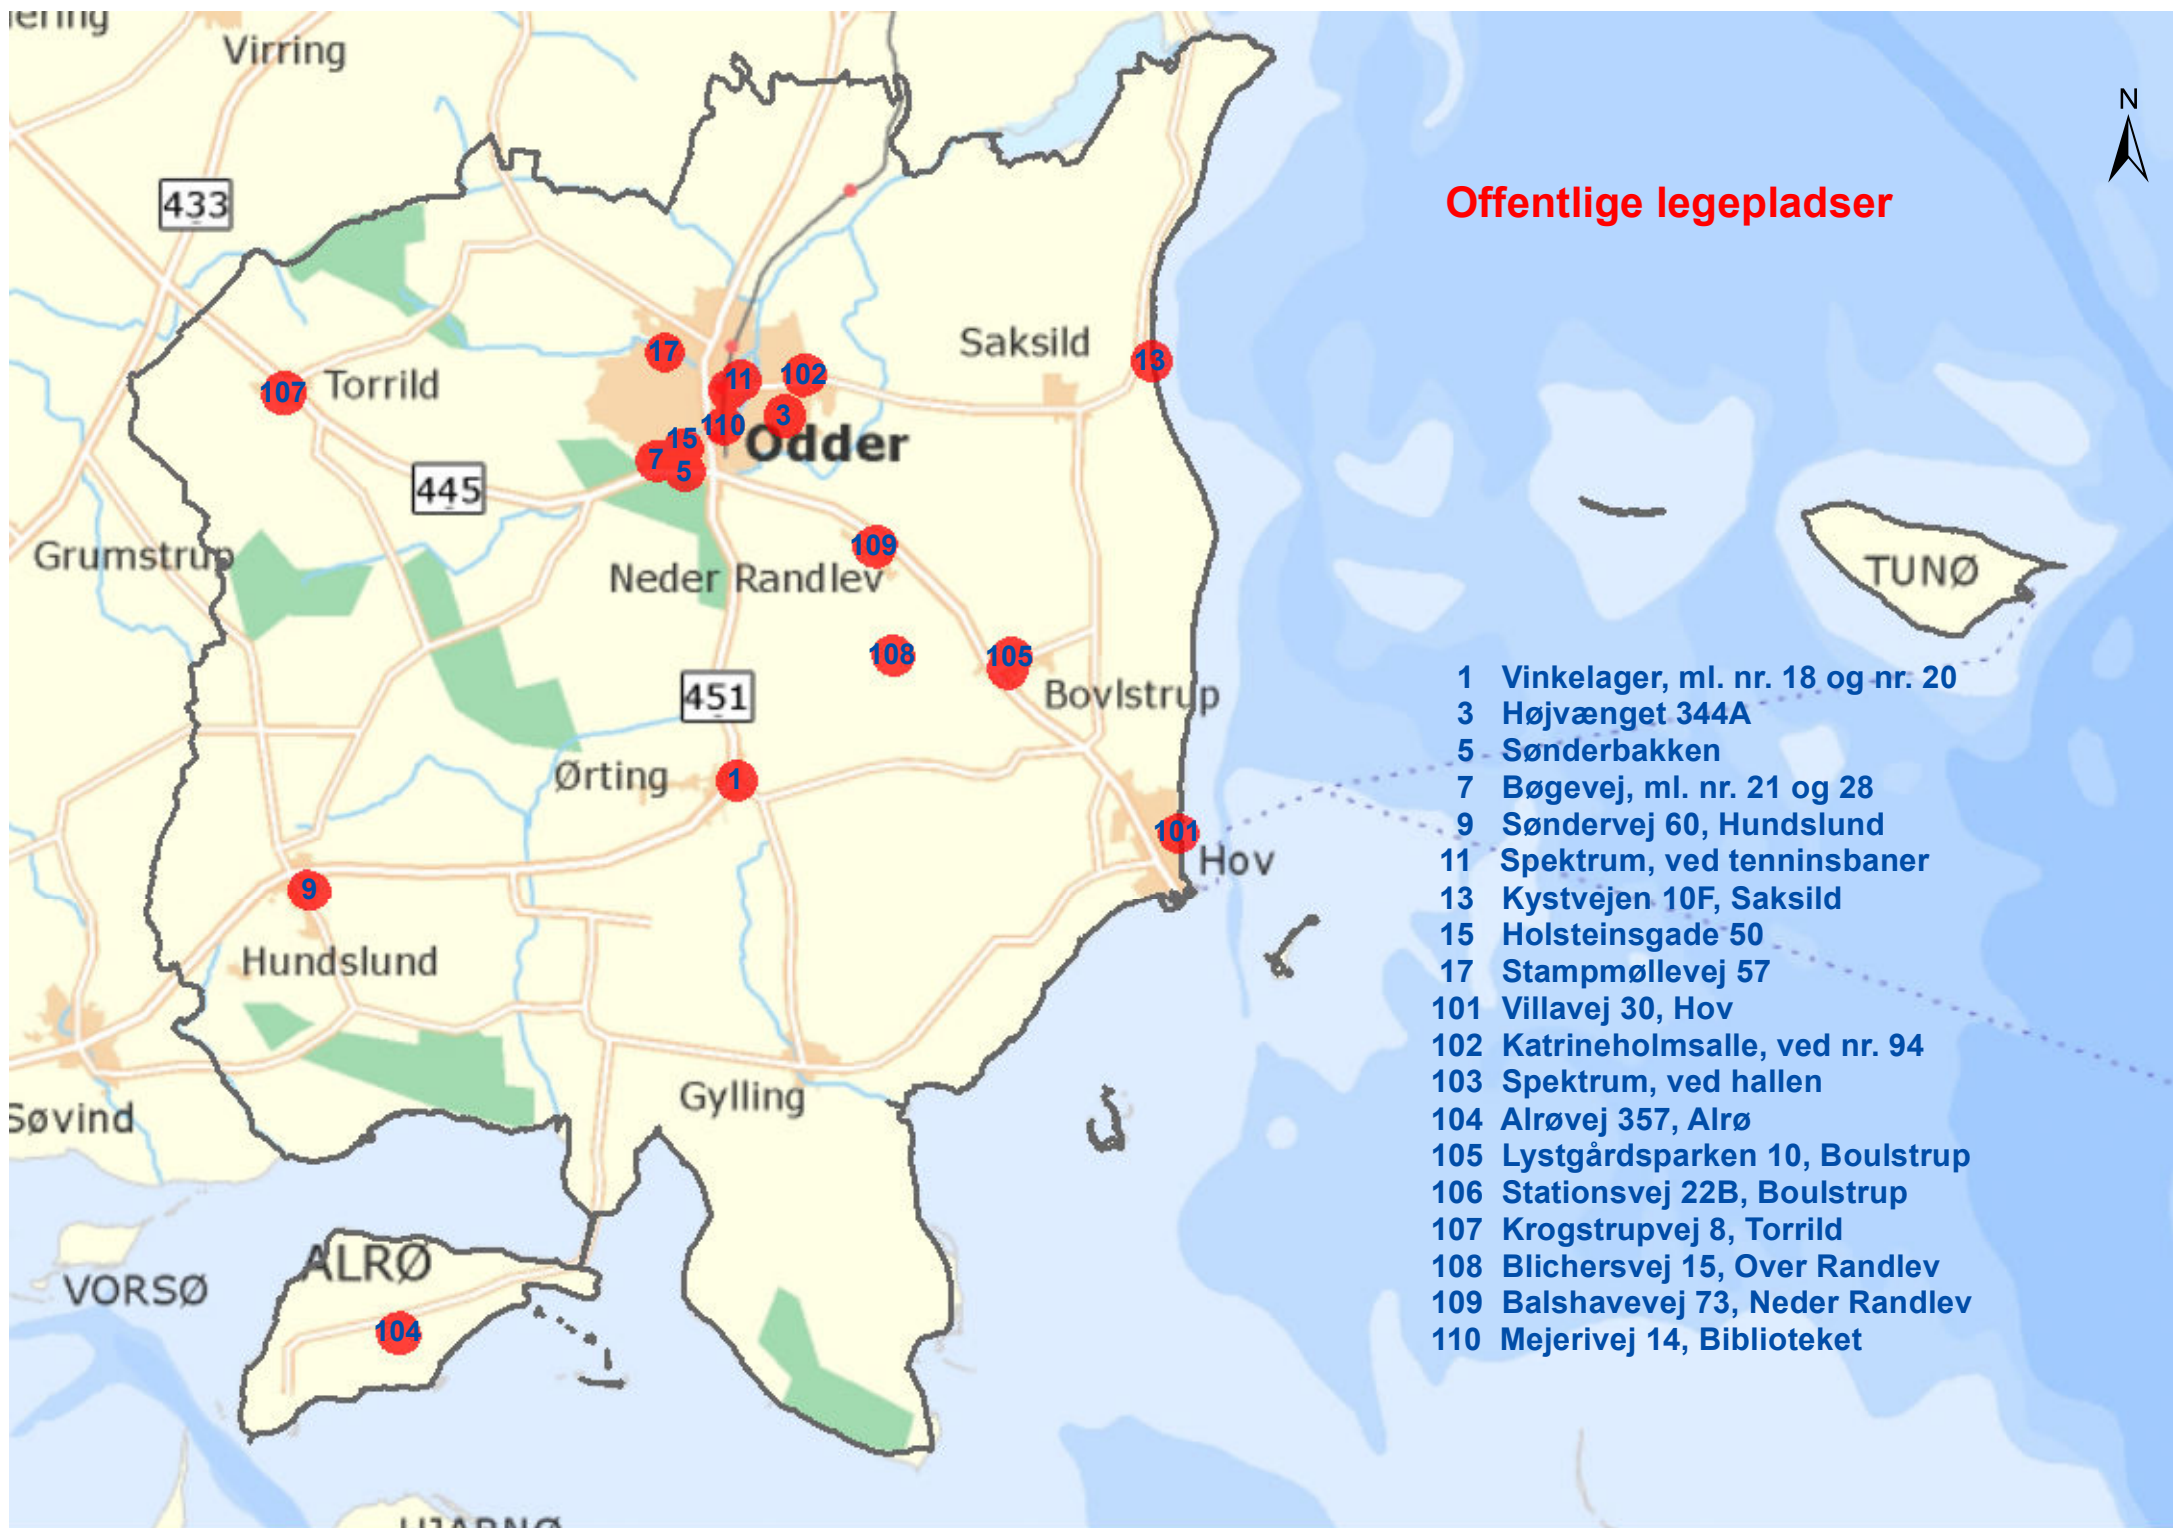 Virring
N
433
Offentlige legepladser
Saksild
17
13
11
102
107
Torrild
3
110
15
Odder
7
5
445
109
Grumstrup
Neder Randlev
TUNØ
108
105
451
Bovlstrup
Ørting
1
101
Hov
9
Hundslund
Gylling
Søvind
ALRØ
VORSØ
104
1 Vinkelager, ml. nr. 18 og nr. 20
3 Højvænget 344A
5 Sønderbakken
7 Bøgevej, ml. nr. 21 og 28
9 Søndervej 60, Hundslund
11 Spektrum, ved tenninsbaner
13 Kystvejen 10F, Saksild
15 Holsteinsgade 50
17 Stampmøllevej 57
101 Villavej 30, Hov
102 Katrineholmsalle, ved nr. 94
103 Spektrum, ved hallen
104 Alrøvej 357, Alrø
105 Lystgårdsparken 10, Boulstrup
106 Stationsvej 22B, Boulstrup
107 Krogstrupvej 8, Torrild
108 Blichersvej 15, Over Randlev
109 Balshavevej 73, Neder Randlev
110 Mejerivej 14, Biblioteket